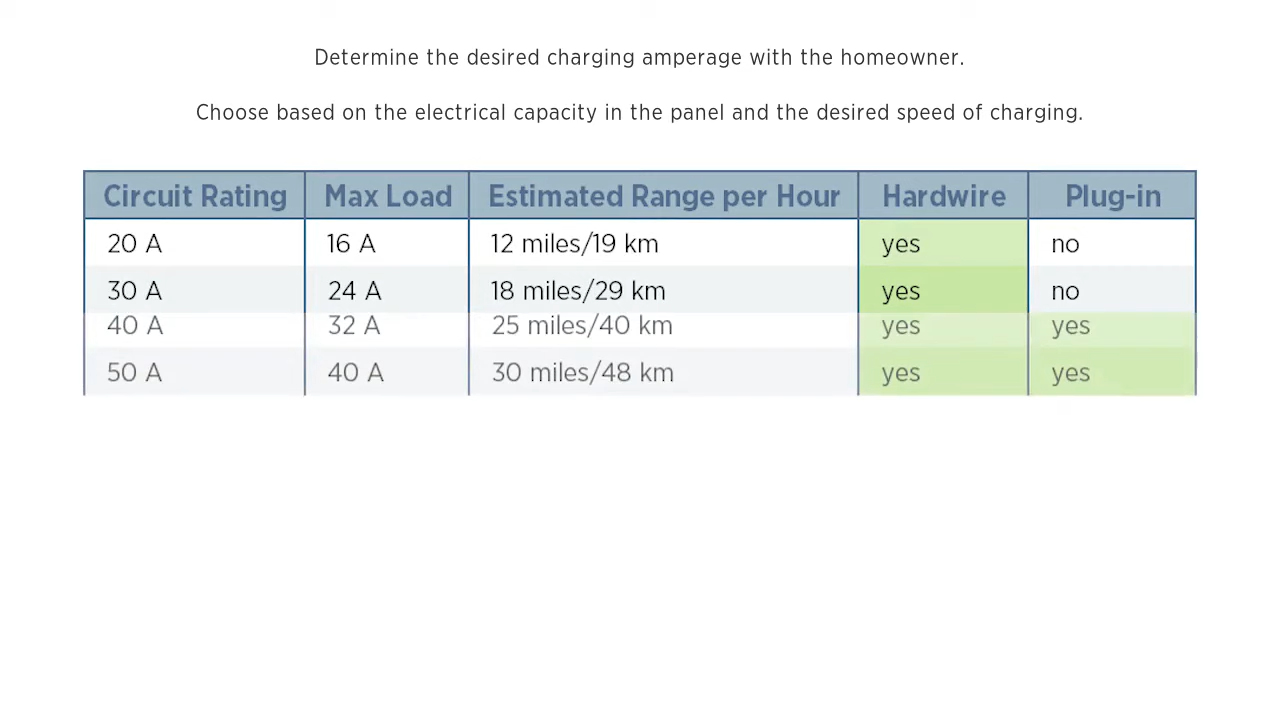 Determine the desired charging amperage with the homeowner.
Choose based on the electrical capacity in the panel and the desired speed of charging.
Circuit Rating Max Load Estimated Range per Hour Hardwire Plug-in
20 A 16 A 12 miles/19 km yes no
30 A 24 A 18 miles/29 km yes no
40 A 32 A 25 miles/40 km yes yes
50 A 40 A 30 miles/48 km yes yes